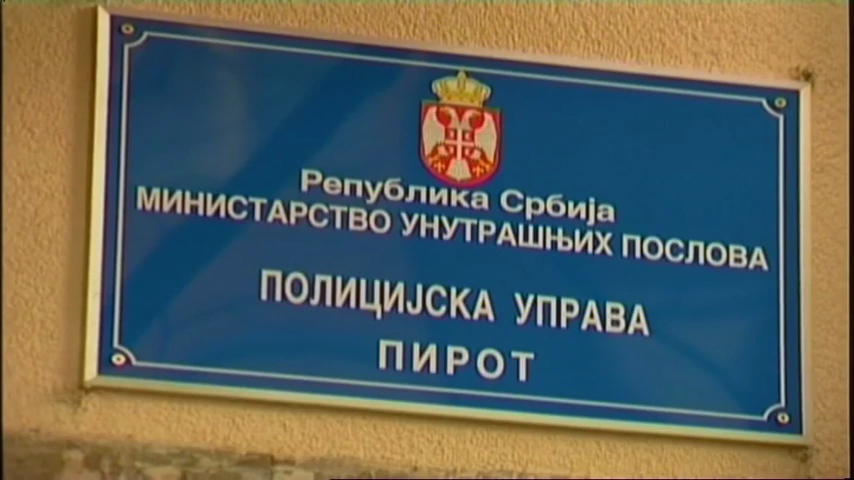 Република Србија
МИНИСТАРСТВО УНУТРАШЊИХ ПОСЛОВА
ПОЛИЦИЈСКА УПРАВА
ПИРОТ